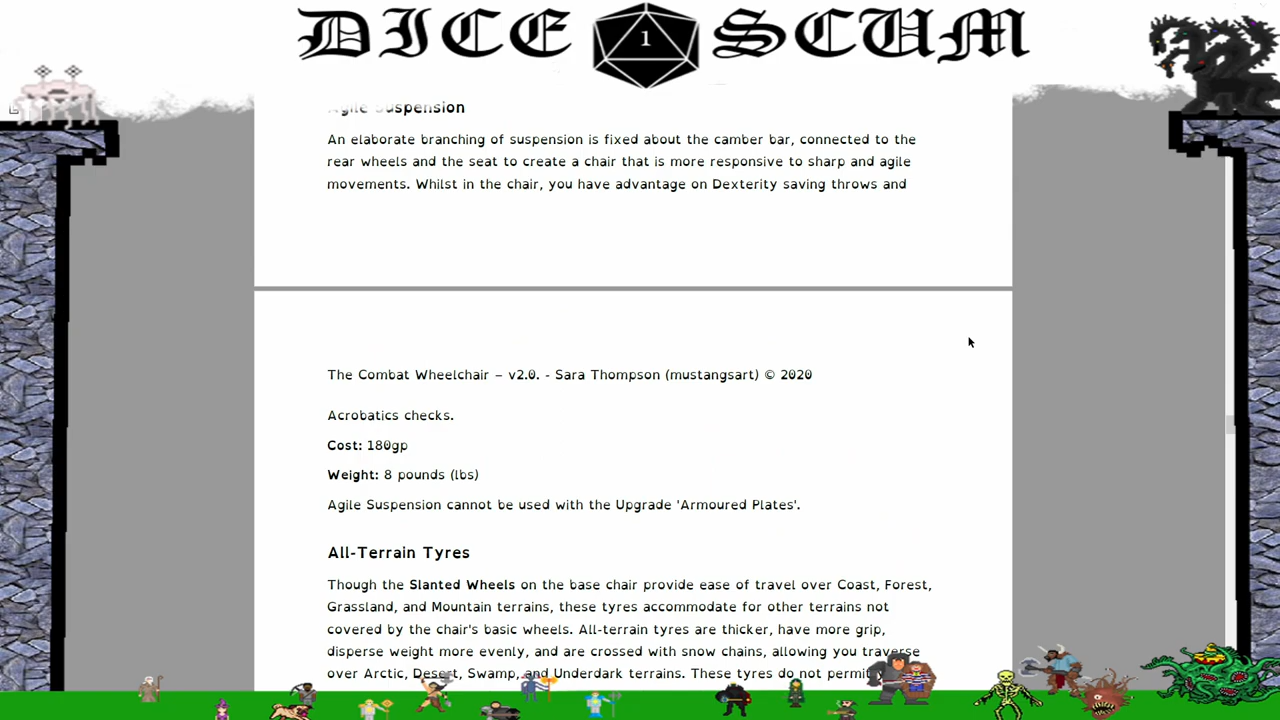 DICE 1 SCUM
Agile Suspension
An elaborate branching of suspension is fixed about the camber bar, connected to the
rear wheels and the seat to create a chair that is more responsive to sharp and agile
movements. Whilst in the chair, you have advantage on Dexterity saving throws and
The Combat Wheelchair – v2.0. - Sara Thompson (mustangsart) © 2020
Acrobatics checks.
Cost: 180gp
Weight: 8 pounds (lbs)
Agile Suspension cannot be used with the Upgrade 'Armoured Plates'.
All-Terrain Tyres
Though the Slanted Wheels on the base chair provide ease of travel over Coast, Forest,
Grassland, and Mountain terrains, these tyres accommodate for other terrains not
covered by the chair's basic wheels. All-terrain tyres are thicker, have more grip,
disperse weight more evenly, and are crossed with snow chains, allowing you traverse
over Arctic, Desert, Swamp, and Underdark terrains. These tyres do not permit